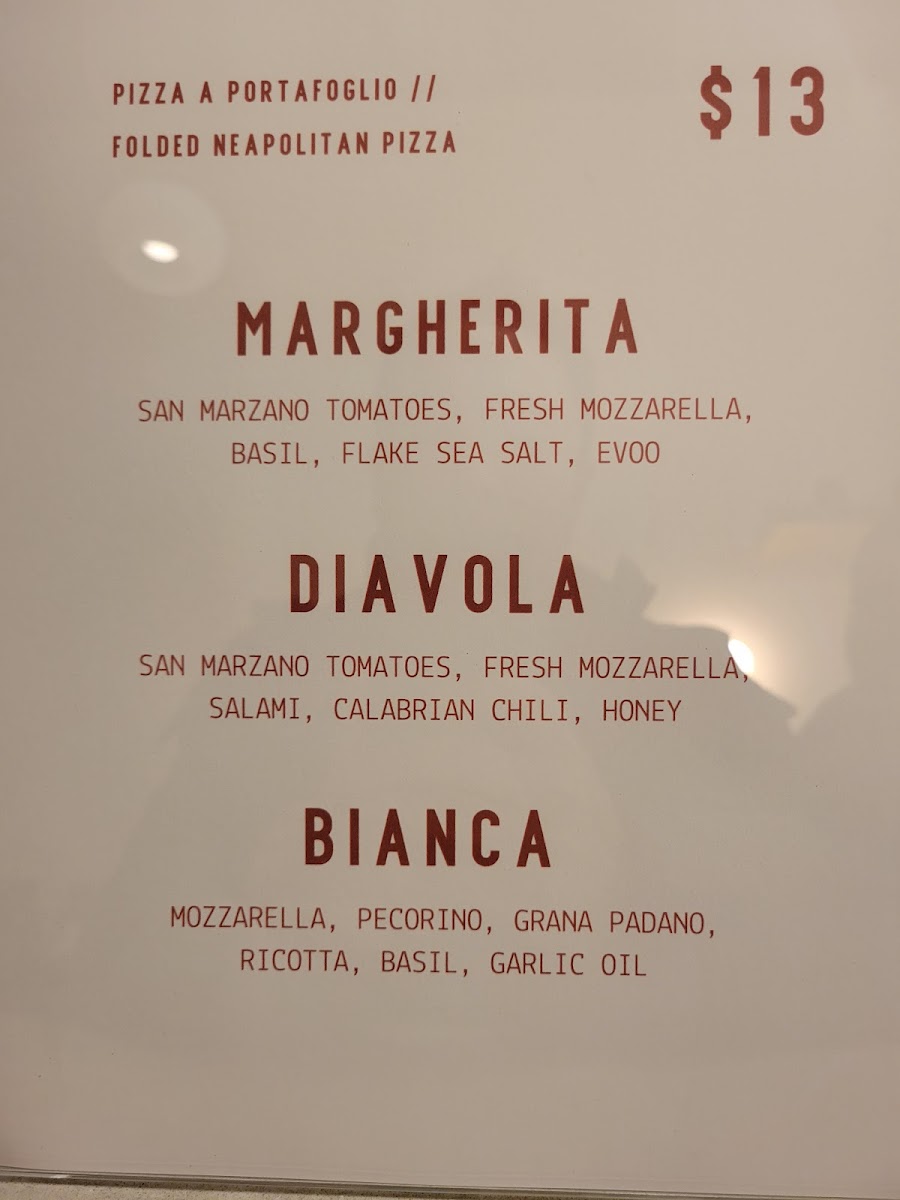 PIZZA A PORTAFOGLIO //
FOLDED NEAPOLITAN PIZZA
$13
MARGHERITA
SAN MARZANO TOMATOES, FRESH MOZZARELLA,
BASIL, FLAKE SEA SALT, EVOO
DIAVOLA
SAN MARZANO TOMATOES, FRESH MOZZARELLA,
SALAMI, CALABRIAN CHILI, HONEY
BIANCA
MOZZARELLA, PECORINO, GRANA PADANO,
RICOTTA, BASIL, GARLIC OIL